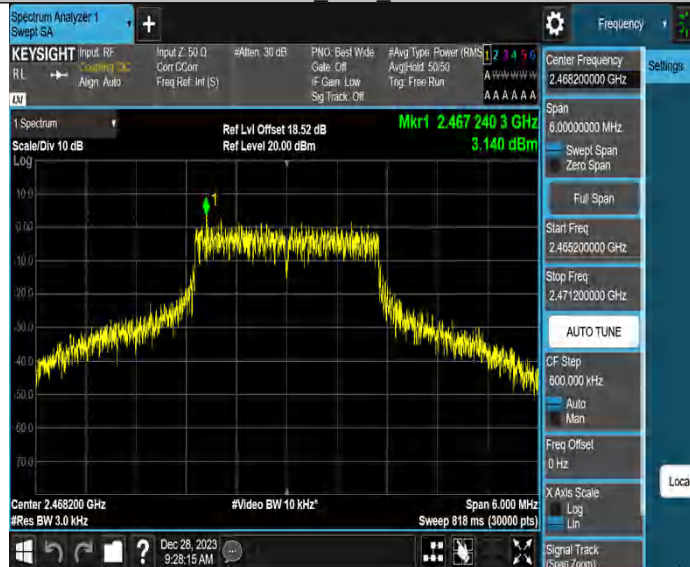 Spectrum Analyzer 1
Swept SA
Frequency
KEYSIGHT
RL
Input: RF
Coupling: DC
Align: Auto
Input Z: 50 Ω
Corr CCorr
Freq Ref: Int (S)
#Atten: 30 dB
PNO: Best Wide
Gate: Off
IF Gain: Low
Sig Track: Off
#Avg Type: Power (RMS
Avg|Hold: 50/50
Trig: Free Run
1 2 3 4 5 6
A W W W W W
A A A A A A
LXI
1 Spectrum
Scale/Div 10 dB
Ref Lvl Offset 18.52 dB
Ref Level 20.00 dBm
Mkr1 2.467 240 3 GHz
3.140 dBm
Log
1
10.0
0.00
-10.0
-20.0
-30.0
-40.0
-50.0
-60.0
-70.0
Center 2.468200 GHz
#Res BW 3.0 kHz
#Video BW 10 kHz*
Span 6.000 MHz
Sweep 818 ms (30000 pts)
Dec 28, 2023
9:28:15 AM
?
Center Frequency
2.468200000 GHz
Settings
Span
6.00000000 MHz
Swept Span
Zero Span
Full Span
Start Freq
2.465200000 GHz
Stop Freq
2.471200000 GHz
AUTO TUNE
CF Step
600.000 kHz
Auto
Man
Freq Offset
0 Hz
X Axis Scale
Log
Lin
Loca
Signal Track
(Span Zoom)